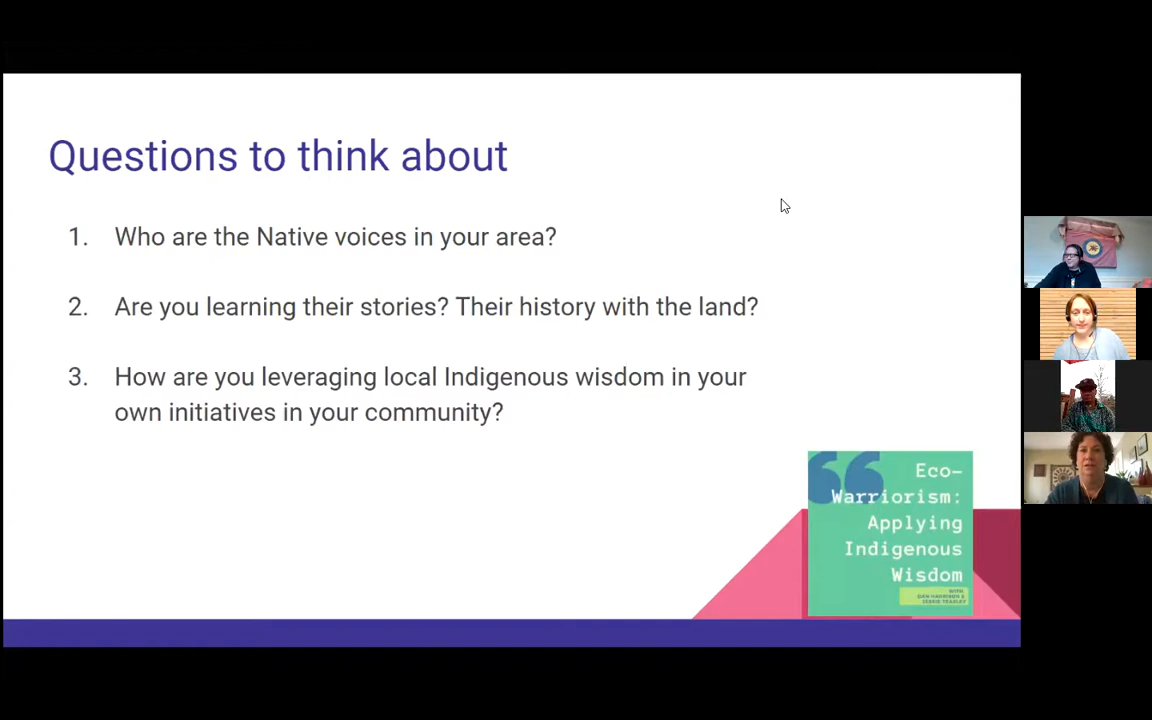 Questions to think about
1. Who are the Native voices in your area?
2. Are you learning their stories? Their history with the land?
3. How are you leveraging local Indigenous wisdom in your
own initiatives in your community?
Eco-
Warriorism:
Applying
Indigenous
Wisdom
WITH